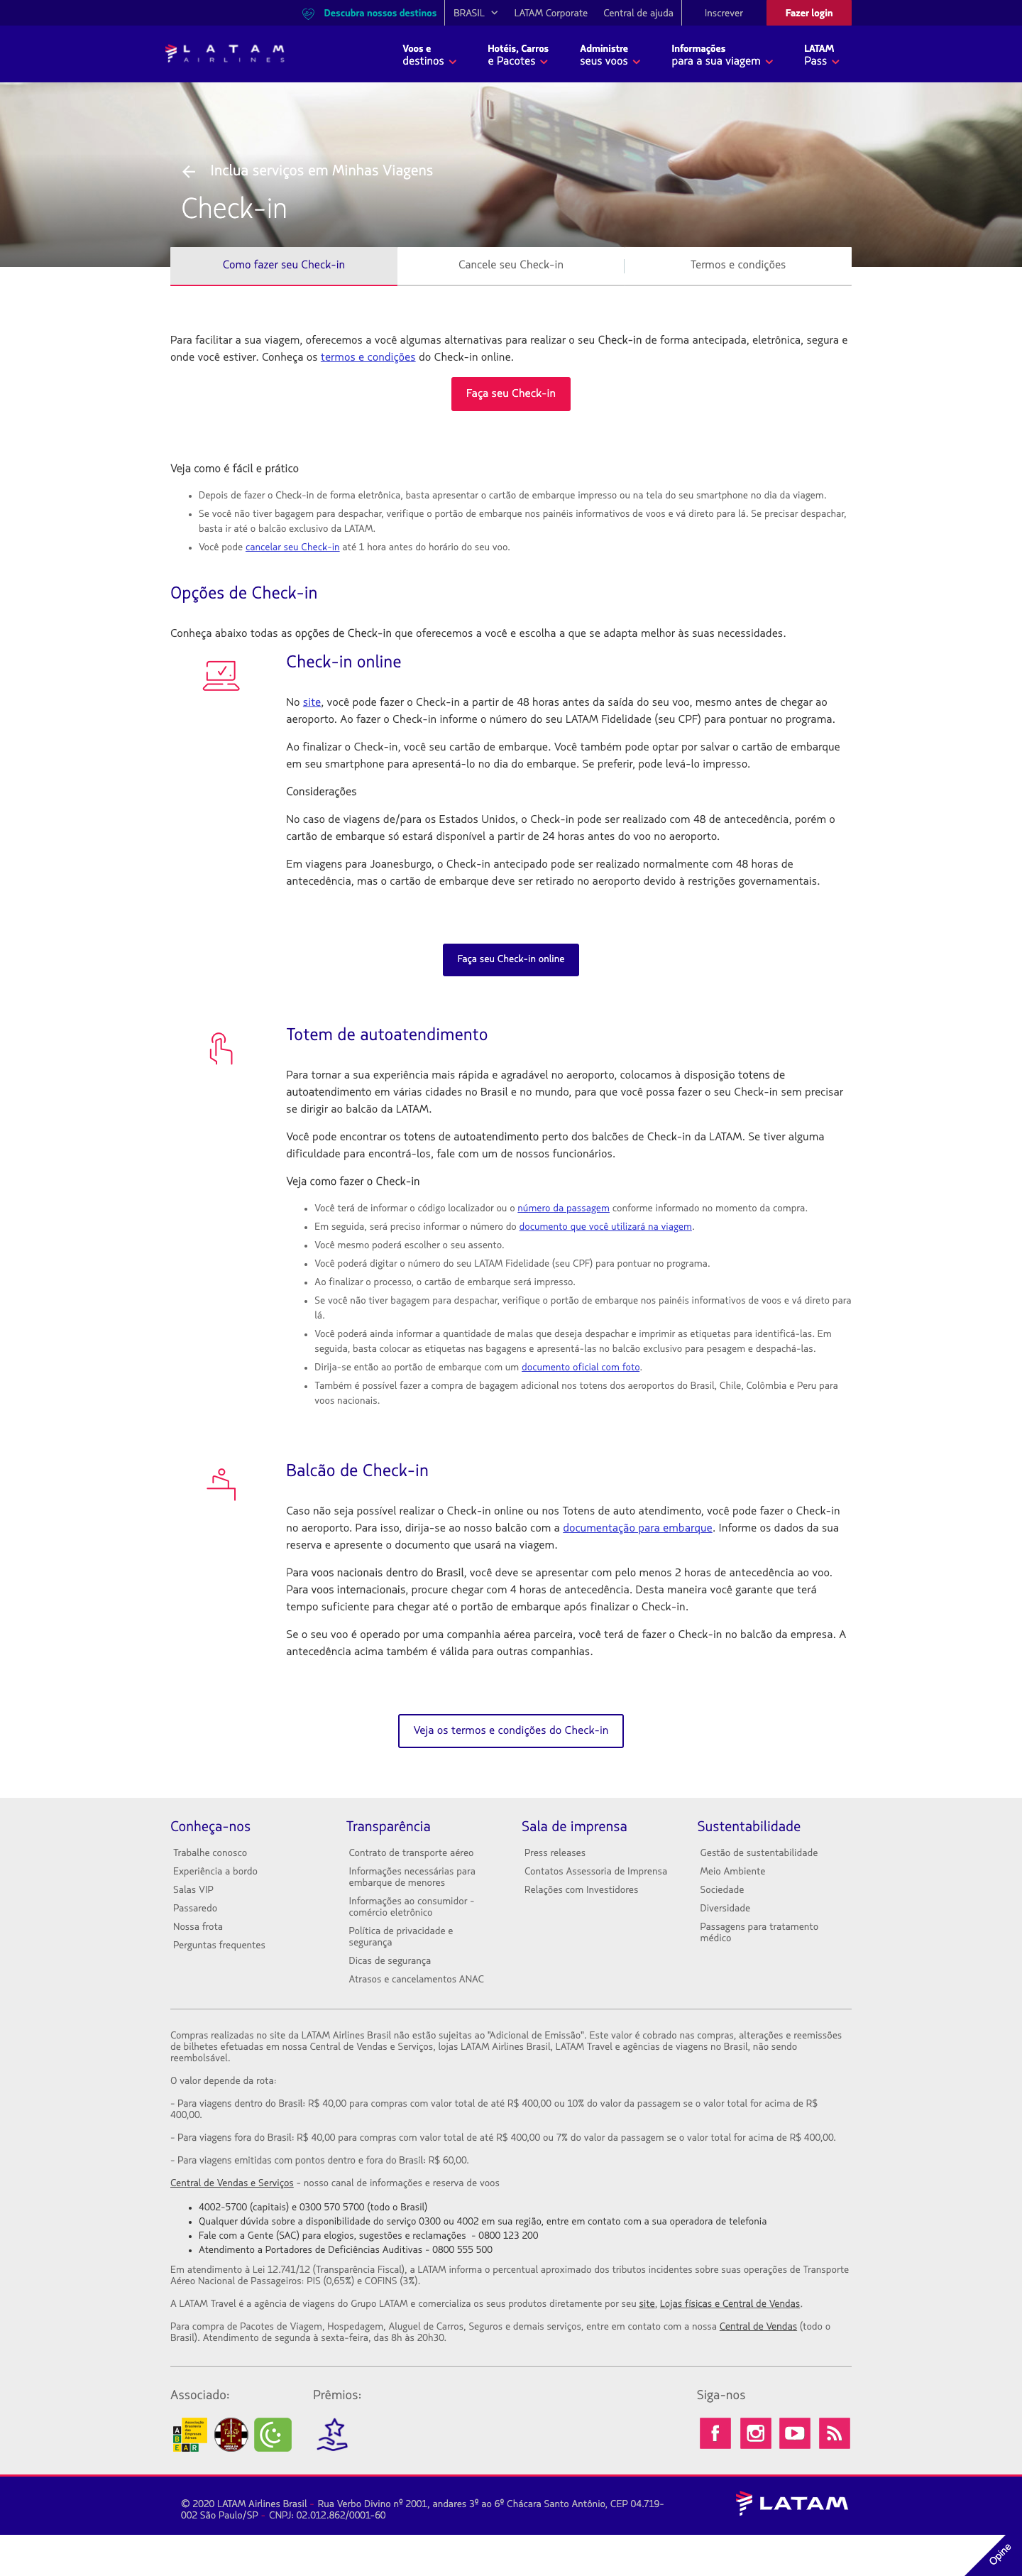 Descubra nossos destinos BRASIL LATAM Corporate Central de ajuda Inscrever Fazer login
LATAM
AIRLINES
Voos e
destinos
Hotéis, Carros
e Pacotes
Administre
seus voos
Informações
para a sua viagem
LATAM
Pass
Inclua serviços em Minhas Viagens
Check-in
Como fazer seu Check-in
Cancele seu Check-in
Termos e condições
Para facilitar a sua viagem, oferecemos a você algumas alternativas para realizar o seu Check-in de forma antecipada, eletrônica, segura e
onde você estiver. Conheça os termos e condições do Check-in online.
Faça seu Check-in
Veja como é fácil e prático
• Depois de fazer o Check-in de forma eletrônica, basta apresentar o cartão de embarque impresso ou na tela do seu smartphone no dia da viagem.
• Se você não tiver bagagem para despachar, verifique o portão de embarque nos painéis informativos de voos e vá direto para lá. Se precisar despachar,
basta ir até o balcão exclusivo da LATAM.
• Você pode cancelar seu Check-in até 1 hora antes do horário do seu voo.
Opções de Check-in
Conheça abaixo todas as opções de Check-in que oferecemos a você e escolha a que se adapta melhor às suas necessidades.
Check-in online
No site, você pode fazer o Check-in a partir de 48 horas antes da saída do seu voo, mesmo antes de chegar ao
aeroporto. Ao fazer o Check-in informe o número do seu LATAM Fidelidade (seu CPF) para pontuar no programa.
Ao finalizar o Check-in, você seu cartão de embarque. Você também pode optar por salvar o cartão de embarque
em seu smartphone para apresentá-lo no dia do embarque. Se preferir, pode levá-lo impresso.
Considerações
No caso de viagens de/para os Estados Unidos, o Check-in pode ser realizado com 48 de antecedência, porém o
cartão de embarque só estará disponível a partir de 24 horas antes do voo no aeroporto.
Em viagens para Joanesburgo, o Check-in antecipado pode ser realizado normalmente com 48 horas de
antecedência, mas o cartão de embarque deve ser retirado no aeroporto devido à restrições governamentais.
Faça seu Check-in online
Totem de autoatendimento
Para tornar a sua experiência mais rápida e agradável no aeroporto, colocamos à disposição totens de
autoatendimento em várias cidades no Brasil e no mundo, para que você possa fazer o seu Check-in sem precisar
se dirigir ao balcão da LATAM.
Você pode encontrar os totens de autoatendimento perto dos balcões de Check-in da LATAM. Se tiver alguma
dificuldade para encontrá-los, fale com um de nossos funcionários.
Veja como fazer o Check-in
• Você terá de informar o código localizador ou o número da passagem conforme informado no momento da compra.
• Em seguida, será preciso informar o número do documento que você utilizará na viagem.
• Você mesmo poderá escolher o seu assento.
• Você poderá digitar o número do seu LATAM Fidelidade (seu CPF) para pontuar no programa.
• Ao finalizar o processo, o cartão de embarque será impresso.
• Se você não tiver bagagem para despachar, verifique o portão de embarque nos painéis informativos de voos e vá direto para
lá.
• Você poderá ainda informar a quantidade de malas que deseja despachar e imprimir as etiquetas para identificá-las. Em
seguida, basta colocar as etiquetas nas bagagens e apresentá-las no balcão exclusivo para pesagem e despachá-las.
• Dirija-se então ao portão de embarque com um documento oficial com foto.
• Também é possível fazer a compra de bagagem adicional nos totens dos aeroportos do Brasil, Chile, Colômbia e Peru para
voos nacionais.
Balcão de Check-in
Caso não seja possível realizar o Check-in online ou nos Totens de auto atendimento, você pode fazer o Check-in
no aeroporto. Para isso, dirija-se ao nosso balcão com a documentação para embarque. Informe os dados da sua
reserva e apresente o documento que usará na viagem.
Para voos nacionais dentro do Brasil, você deve se apresentar com pelo menos 2 horas de antecedência ao voo.
Para voos internacionais, procure chegar com 4 horas de antecedência. Desta maneira você garante que terá
tempo suficiente para chegar até o portão de embarque após finalizar o Check-in.
Se o seu voo é operado por uma companhia aérea parceira, você terá de fazer o Check-in no balcão da empresa. A
antecedência acima também é válida para outras companhias.
Veja os termos e condições do Check-in
Conheça-nos
Trabalhe conosco
Experiência a bordo
Salas VIP
Passaredo
Nossa frota
Perguntas frequentes
Transparência
Contrato de transporte aéreo
Informações necessárias para
embarque de menores
Informações ao consumidor -
comércio eletrônico
Política de privacidade e
segurança
Dicas de segurança
Atrasos e cancelamentos ANAC
Sala de imprensa
Press releases
Contatos Assessoria de Imprensa
Relações com Investidores
Sustentabilidade
Gestão de sustentabilidade
Meio Ambiente
Sociedade
Diversidade
Passagens para tratamento
médico
Compras realizadas no site da LATAM Airlines Brasil não estão sujeitas ao "Adicional de Emissão". Este valor é cobrado nas compras, alterações e reemissões
de bilhetes efetuadas em nossa Central de Vendas e Serviços, lojas LATAM Airlines Brasil, LATAM Travel e agências de viagens no Brasil, não sendo
reembolsável.
O valor depende da rota:
- Para viagens dentro do Brasil: R$ 40,00 para compras com valor total de até R$ 400,00 ou 10% do valor da passagem se o valor total for acima de R$
400,00.
- Para viagens fora do Brasil: R$ 40,00 para compras com valor total de até R$ 400,00 ou 7% do valor da passagem se o valor total for acima de R$ 400,00.
- Para viagens emitidas com pontos dentro e fora do Brasil: R$ 60,00.
Central de Vendas e Serviços - nosso canal de informações e reserva de voos
• 4002-5700 (capitais) e 0300 570 5700 (todo o Brasil)
• Qualquer dúvida sobre a disponibilidade do serviço 0300 ou 4002 em sua região, entre em contato com a sua operadora de telefonia
• Fale com a Gente (SAC) para elogios, sugestões e reclamações - 0800 123 200
• Atendimento a Portadores de Deficiências Auditivas - 0800 555 500
Em atendimento à Lei 12.741/12 (Transparência Fiscal), a LATAM informa o percentual aproximado dos tributos incidentes sobre suas operações de Transporte
Aéreo Nacional de Passageiros: PIS (0,65%) e COFINS (3%).
A LATAM Travel é a agência de viagens do Grupo LATAM e comercializa os seus produtos diretamente por seu site, Lojas físicas e Central de Vendas.
Para compra de Pacotes de Viagem, Hospedagem, Aluguel de Carros, Seguros e demais serviços, entre em contato com a nossa Central de Vendas (todo o
Brasil). Atendimento de segunda à sexta-feira, das 8h às 20h30.
Associado:
Prêmios:
Siga-nos
ABEAR
© 2020 LATAM Airlines Brasil - Rua Verbo Divino nº 2001, andares 3º ao 6º Chácara Santo Antônio, CEP 04.719-
002 São Paulo/SP - CNPJ: 02.012.862/0001-60
LATAM
Opine